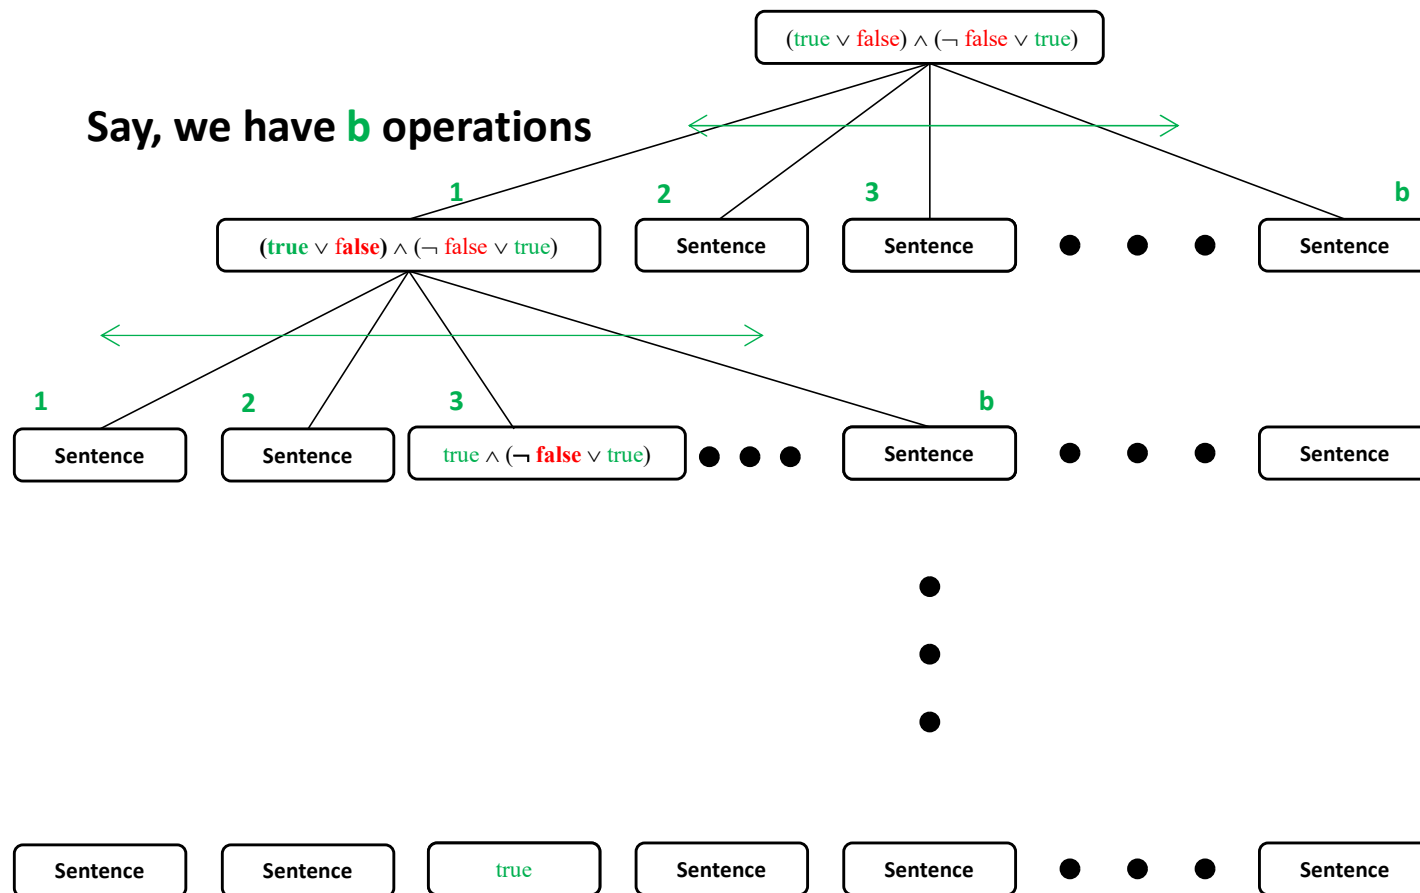 (true ∨ false) ∧ (¬ false ∨ true)
Say, we have b operations
1 2 3 b
(true ∨ false) ∧ (¬ false ∨ true) Sentence Sentence Sentence
1 2 3 b
Sentence Sentence true ∧ (¬ false ∨ true) Sentence Sentence
Sentence Sentence true Sentence Sentence Sentence